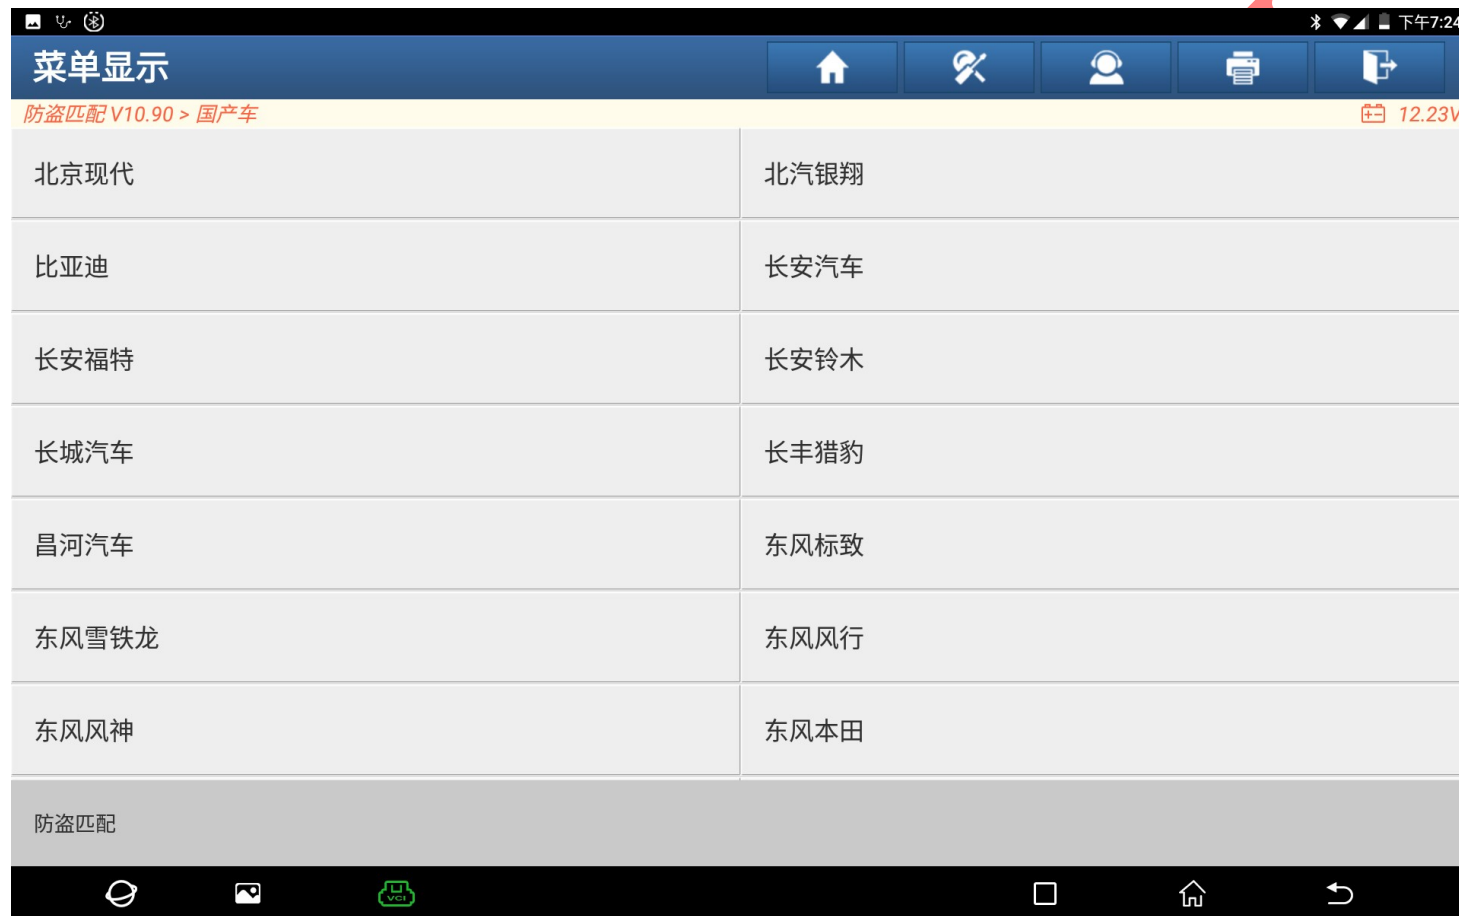 下午7:24
菜单显示
防盗匹配 V10.90 > 国产车
12.23V
北京现代
北汽银翔
比亚迪
长安汽车
长安福特
长安铃木
长城汽车
长丰猎豹
昌河汽车
东风标致
东风雪铁龙
东风风行
东风风神
东风本田
防盗匹配
VCI